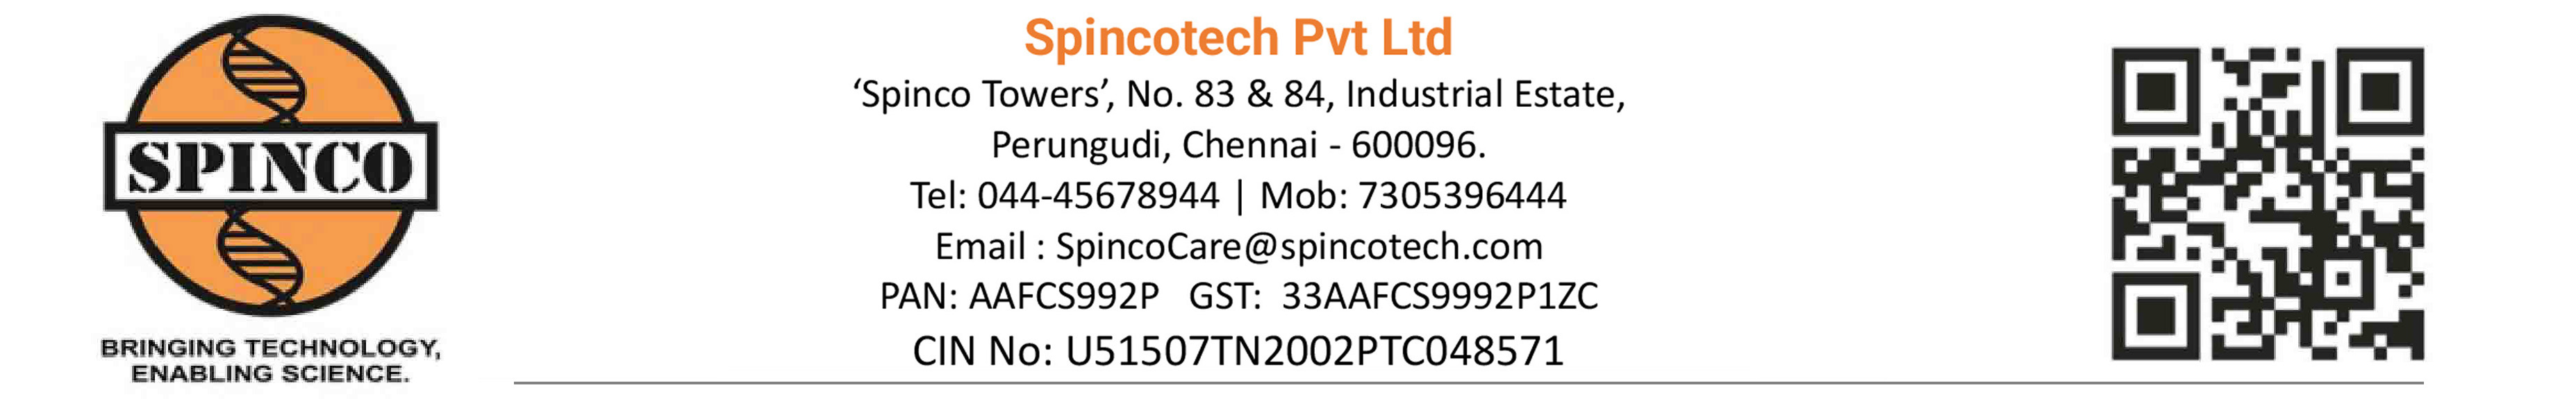 SPINCO
BRINGING TECHNOLOGY,
ENABLING SCIENCE.
Spincotech Pvt Ltd
‘Spinco Towers’, No. 83 & 84, Industrial Estate,
Perungudi, Chennai - 600096.
Tel: 044-45678944 | Mob: 7305396444
Email : SpincoCare@spincotech.com
PAN: AAFCS992P GST: 33AAFCS9992P1ZC
CIN No: U51507TN2002PTC048571